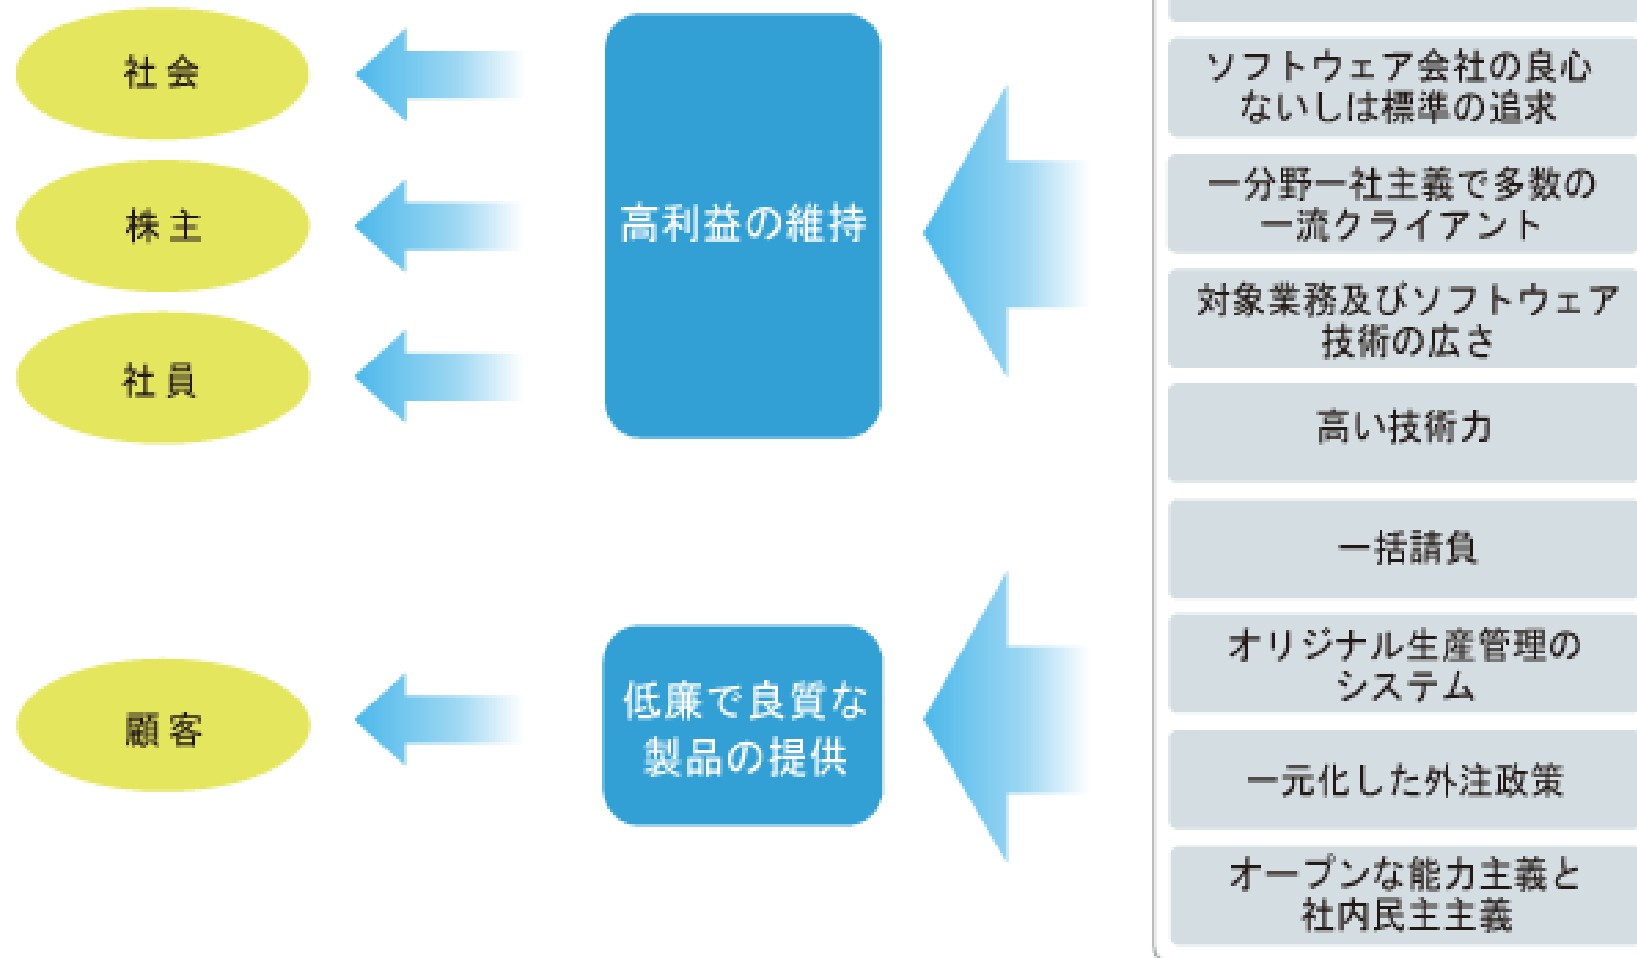 社会
株主
社員
顧客
高利益の維持
低廉で良質な
製品の提供
ソフトウェア会社の良心
ないしは標準の追求
一分野一社主義で多数の
一流クライアント
対象業務及びソフトウェア
技術の広さ
高い技術力
一括請負
オリジナル生産管理の
システム
一元化した外注政策
オープンな能力主義と
社内民主主義